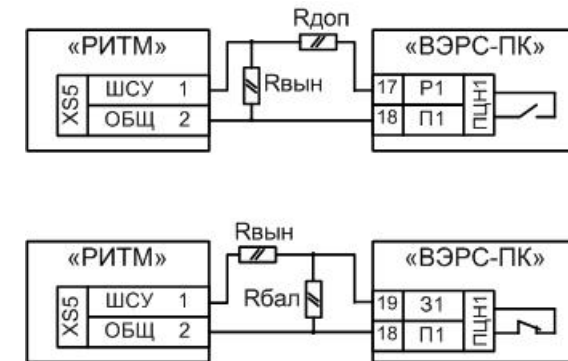 Rдоп
«РИТМ» «ВЭРС-ПК»
XS5 ШСУ 1 Rвын 17 Р1 ПЦН1
ОБЩ 2 18 П1
Rвын
«РИТМ» «ВЭРС-ПК»
XS5 ШСУ 1 Rбал 19 З1 ПЦН1
ОБЩ 2 18 П1